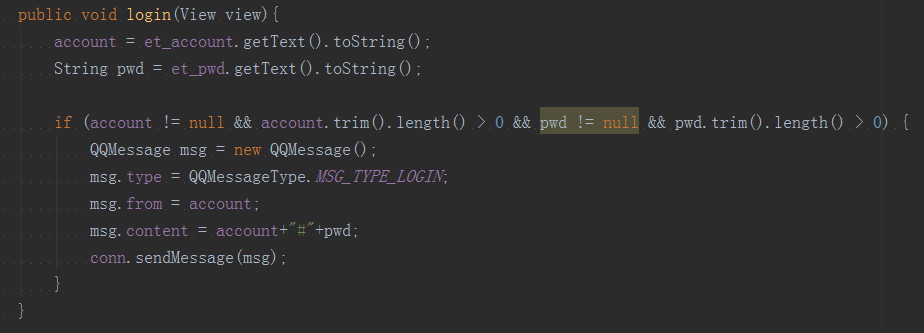 public void login(View view){
account = et_account.getText().toString();
String pwd = et_pwd.getText().toString();
if (account != null && account.trim().length() > 0 && pwd != null && pwd.trim().length() > 0) {
QQMessage msg = new QQMessage();
msg.type = QQMessageType.MSG_TYPE_LOGIN;
msg.from = account;
msg.content = account+"#"+pwd;
conn.sendMessage(msg);
}
}